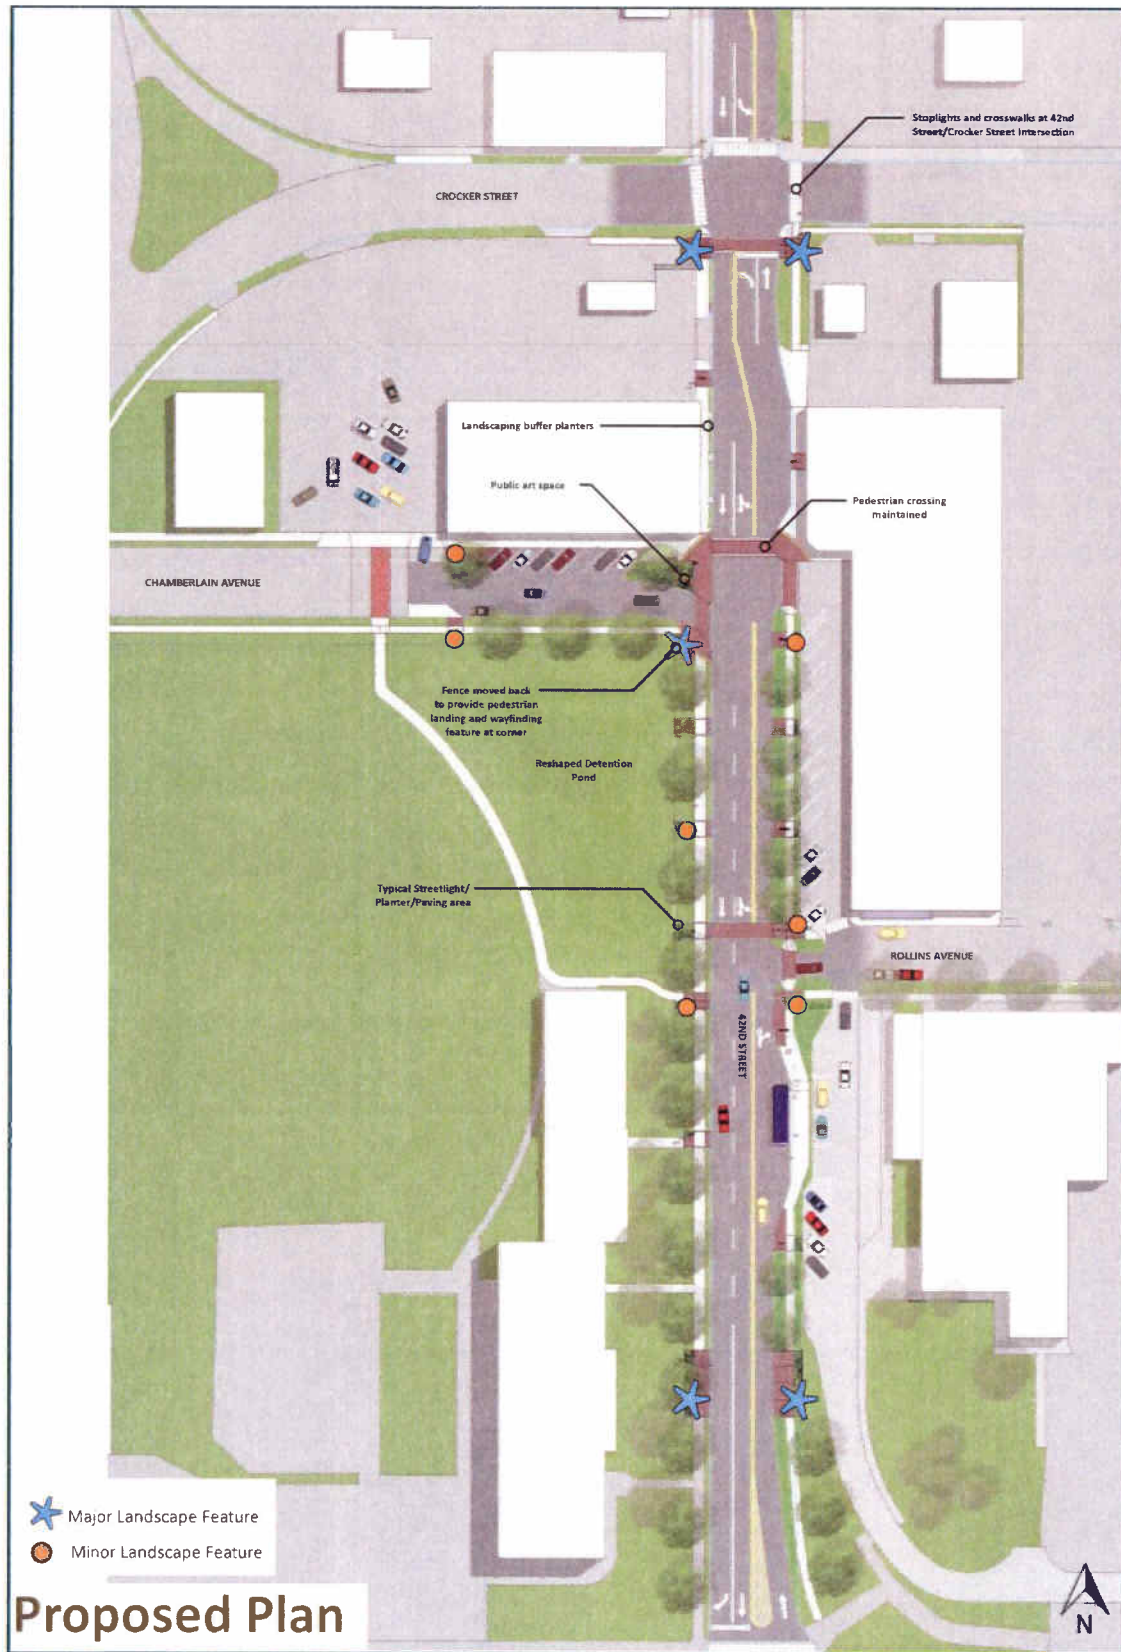 Stoplights and crosswalks at 42nd
Street/Crocker Street Intersection
CROCKER STREET
Landscaping buffer planters
Public art space
Pedestrian crossing
maintained
CHAMBERLAIN AVENUE
Fence moved back
to provide pedestrian
landing and wayfinding
feature at corner
Reshaped Detention
Pond
Typical Streetlight/
Planter/Paving area
ROLLINS AVENUE
42ND STREET
Major Landscape Feature
Minor Landscape Feature
Proposed Plan
N